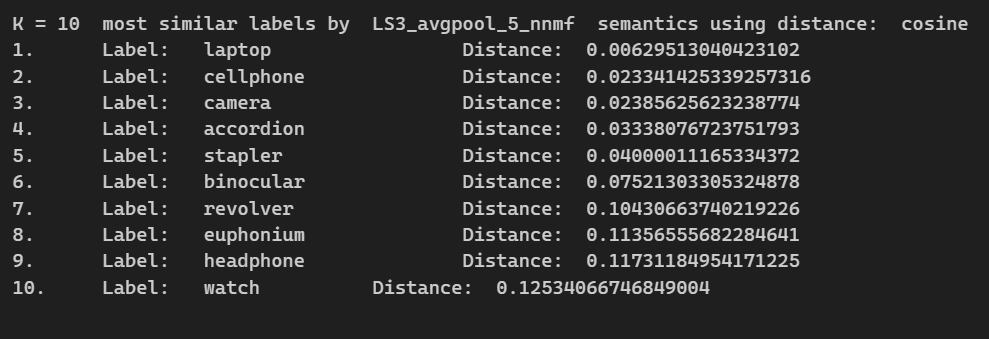 K = 10  most similar labels by  LS3_avgpool_5_nnmf  semantics using distance:  cosine
1.      Label:   laptop                 Distance:  0.00629513040423102
2.      Label:   cellphone              Distance:  0.023341425339257316
3.      Label:   camera                 Distance:  0.02385625623238774
4.      Label:   accordion              Distance:  0.03338076723751793
5.      Label:   stapler                Distance:  0.04000011165334372
6.      Label:   binocular              Distance:  0.07521303305324878
7.      Label:   revolver               Distance:  0.10430663740219226
8.      Label:   euphonium              Distance:  0.11356555682284641
9.      Label:   headphone              Distance:  0.11731184954171225
10.     Label:   watch          Distance:  0.12534066746849004